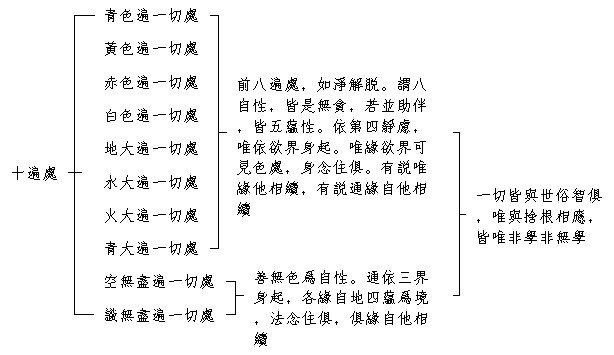 十遍處
青色遍一切處
黃色遍一切處
赤色遍一切處
白色遍一切處
地大遍一切處
水大遍一切處
火大遍一切處
青大遍一切處
空無盡遍一切處
識無盡遍一切處
前八遍處，如淨解脫。謂八
自性，皆是無貪，若並助伴
，皆五蘊性。依第四靜慮，
唯依欲界身起。唯緣欲界可
見色處，身念住俱。有說唯
緣他相續，有說通緣自他相
續
善無色爲自性。通依三界
身起，各緣自地四蘊爲境
，法念住俱，俱緣自他相
續
一切皆與世俗智俱
，唯與捨根相應，
皆唯非學非無學